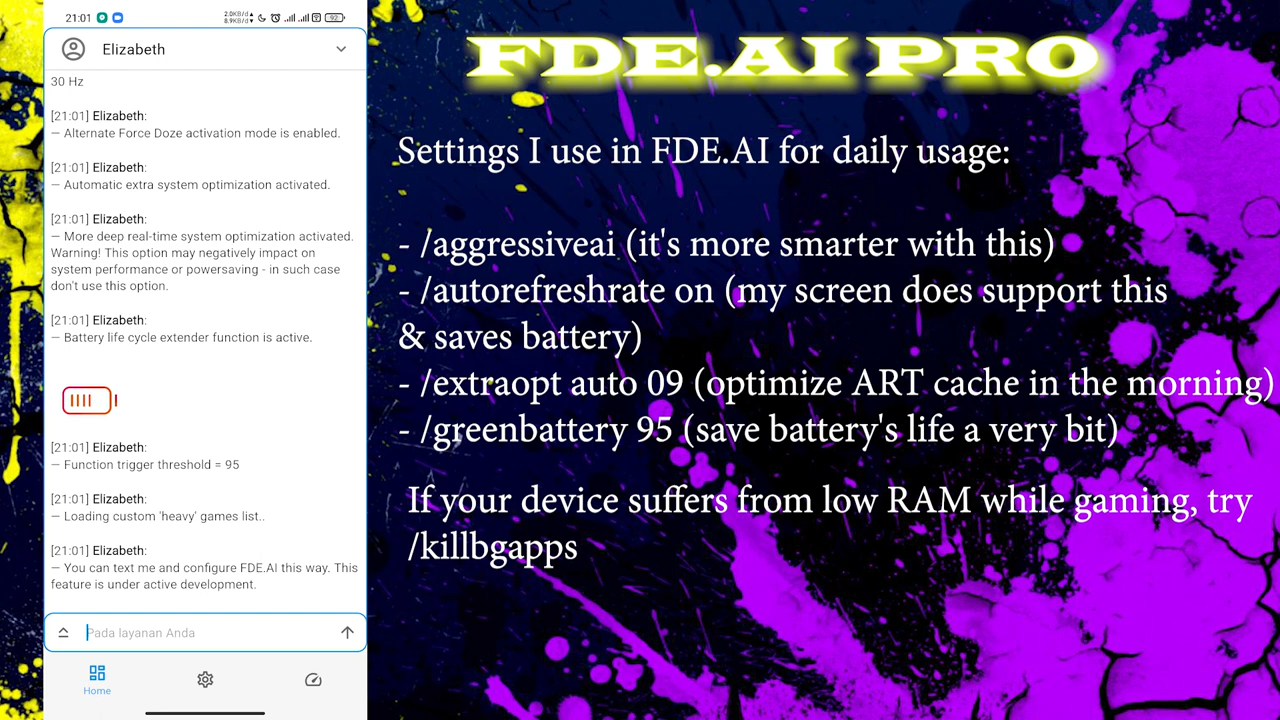 21:01
2.0KB/d
8.9KB/d
92
Elizabeth
30 Hz
[21:01] Elizabeth:
— Alternate Force Doze activation mode is enabled.
[21:01] Elizabeth:
— Automatic extra system optimization activated.
[21:01] Elizabeth:
— More deep real-time system optimization activated.
Warning! This option may negatively impact on
system performance or powersaving - in such case
don't use this option.
[21:01] Elizabeth:
— Battery life cycle extender function is active.
[21:01] Elizabeth:
— Function trigger threshold = 95
[21:01] Elizabeth:
— Loading custom 'heavy' games list..
[21:01] Elizabeth:
— You can text me and configure FDE.AI this way. This
feature is under active development.
Pada layanan Anda
Home
FDE.AI PRO
Settings I use in FDE.AI for daily usage:
- /aggressiveai (it's more smarter with this)
- /autorefreshrate on (my screen does support this
& saves battery)
- /extraopt auto 09 (optimize ART cache in the morning)
- /greenbattery 95 (save battery's life a very bit)
If your device suffers from low RAM while gaming, try
/killbgapps